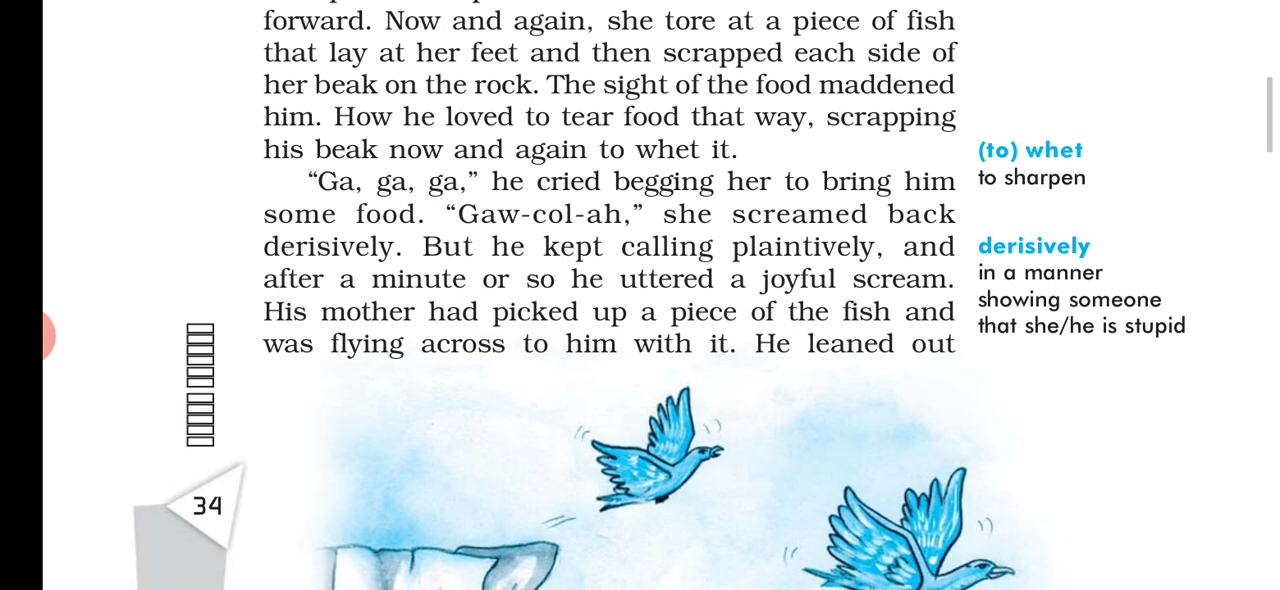 forward. Now and again, she tore at a piece of fish
that lay at her feet and then scrapped each side of
her beak on the rock. The sight of the food maddened
him. How he loved to tear food that way, scrapping
his beak now and again to whet it.
“Ga, ga, ga,” he cried begging her to bring him
some food. “Gaw-col-ah,” she screamed back
derisively. But he kept calling plaintively, and
after a minute or so he uttered a joyful scream.
His mother had picked up a piece of the fish and
was flying across to him with it. He leaned out
(to) whet
to sharpen
derisively
in a manner
showing someone
that she/he is stupid
34